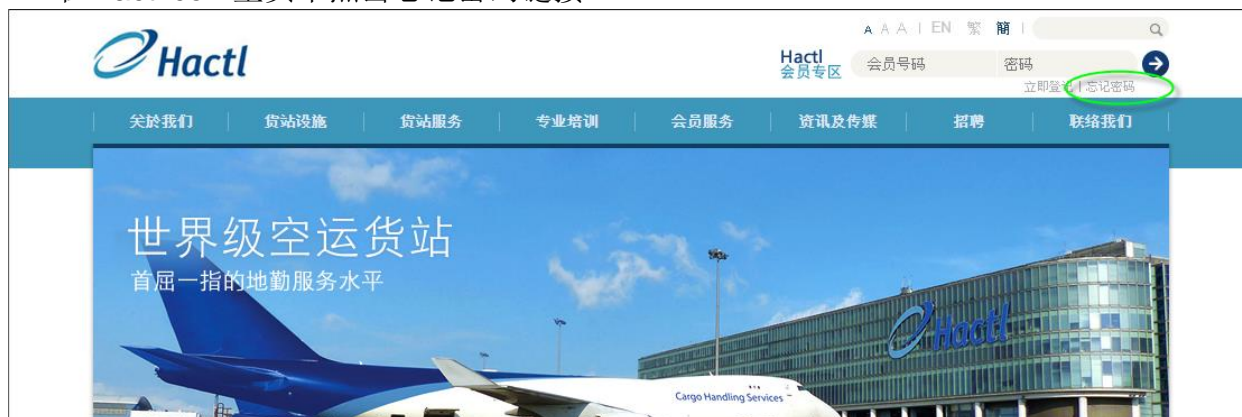 Hactl
A A A | EN 繁 簡 |
Hactl
会员专区
会员号码 密码
立即登记 | 忘记密码
关於我们 货站设施 货站服务 专业培训 会员服务 资讯及传媒 招聘 联络我们
世界级空运货站
首屈一指的地勤服务水平
Hactl
Cargo Handling Services